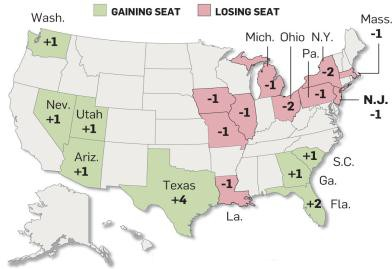 GAINING SEAT
LOSING SEAT
Wash.
+1
Mass.
-1
Mich.
Ohio
N.Y.
Pa.
-1
-2
-1
-2
N.J.
-1
Nev.
+1
Utah
+1
-1
-1
-1
Ariz.
+1
Texas
+4
-1
La.
+1
S.C.
+1
Ga.
+2
Fla.